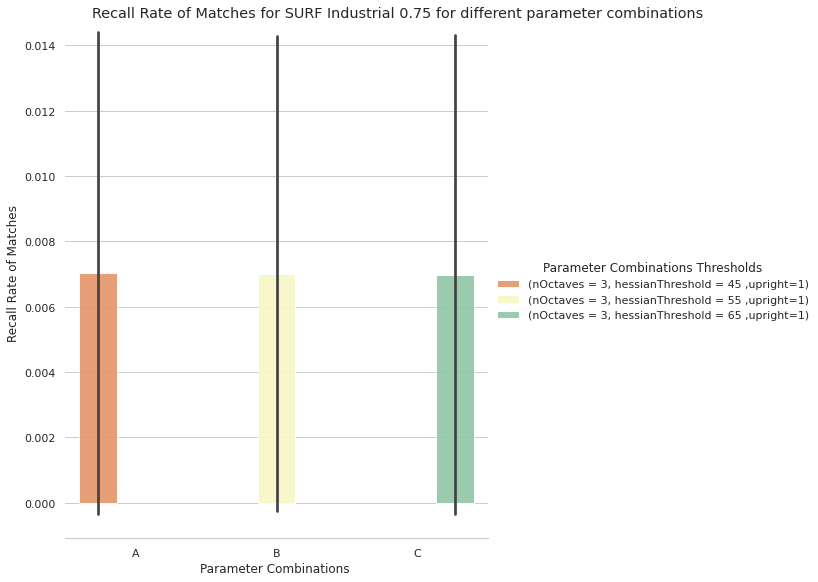 Recall Rate of Matches for SURF Industrial 0.75 for different parameter combinations
0.014
0.012
0.010
0.008
0.006
0.004
0.002
0.000
Recall Rate of Matches
A
B
C
Parameter Combinations
Parameter Combinations Thresholds
(nOctaves = 3, hessianThreshold = 45 ,upright=1)
(nOctaves = 3, hessianThreshold = 55 ,upright=1)
(nOctaves = 3, hessianThreshold = 65 ,upright=1)